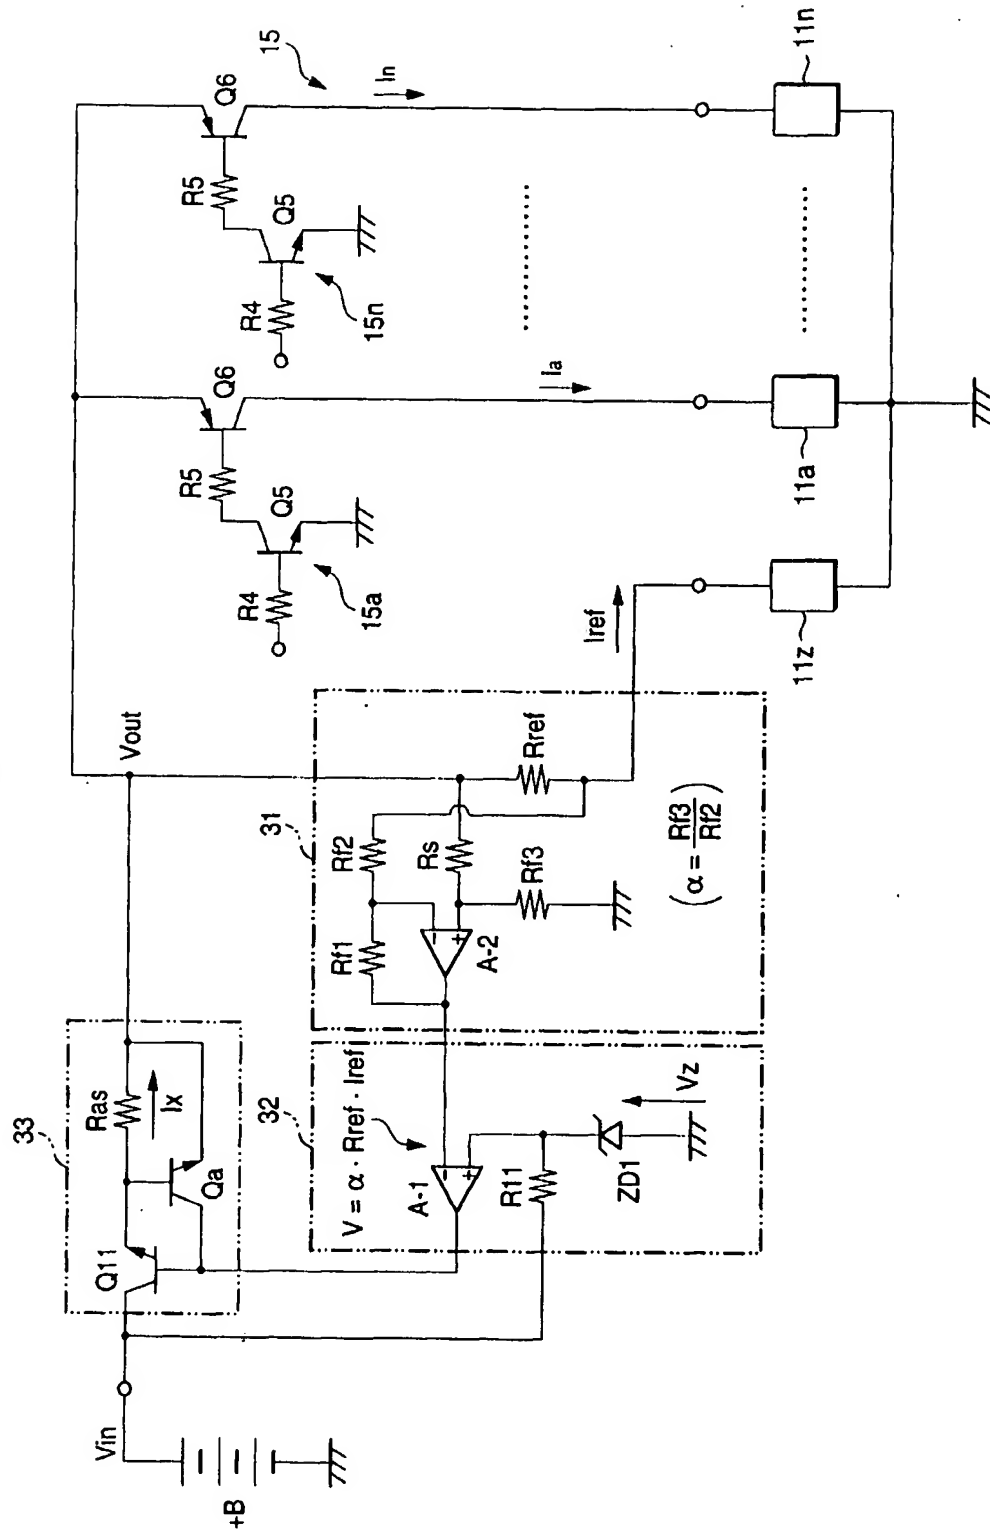 +B
Vin
33
Q11
Ras
Ix
Qa
Vout
32
V = α · Rref · Iref
A-1
R11
ZD1
Vz
31
Rf1
Rf2
Rs
A-2
Rf3
Rref
(α = Rf3
Rf2)
Iref
11z
R4
15a
Q5
R5
Q6
Ia
11a
R4
15n
Q5
R5
Q6
15
In
11n